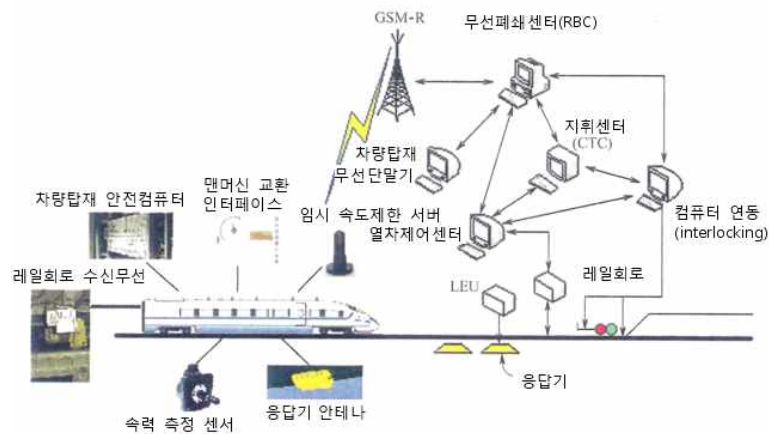 GSM-R
무선폐쇄센터(RBC)
지휘센터
(CTC)
차량탑재
무선단말기
맨머신 교환
인터페이스
차량탑재 안전컴퓨터
임시 속도제한 서버
열차제어센터
컴퓨터 연동
(interlocking)
레일회로 수신무선
LEU
레일회로
응답기
속력 측정 센서
응답기 안테나